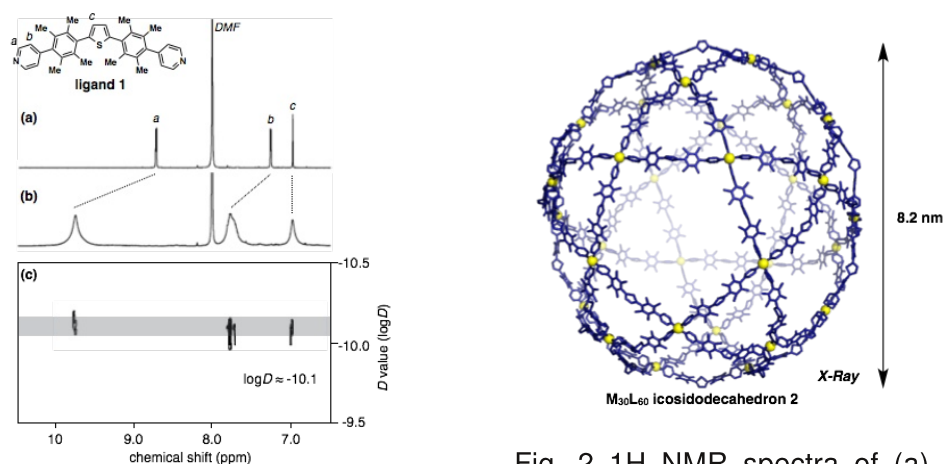 c
DMF
Me
Me
Me
Me
a
b
S
N
N
Me
Me
Me
Me
ligand 1
(a)
a
b
c
(b)
(c)
-10.5
-10.0
-9.5
D value (logD)
logD ≈ -10.1
10
9.0
8.0
7.0
chemical shift (ppm)
8.2 nm
X-Ray
M₃₀L₆₀ icosidodecahedron 2
Fig. 2 1H NMR spectra of (a)